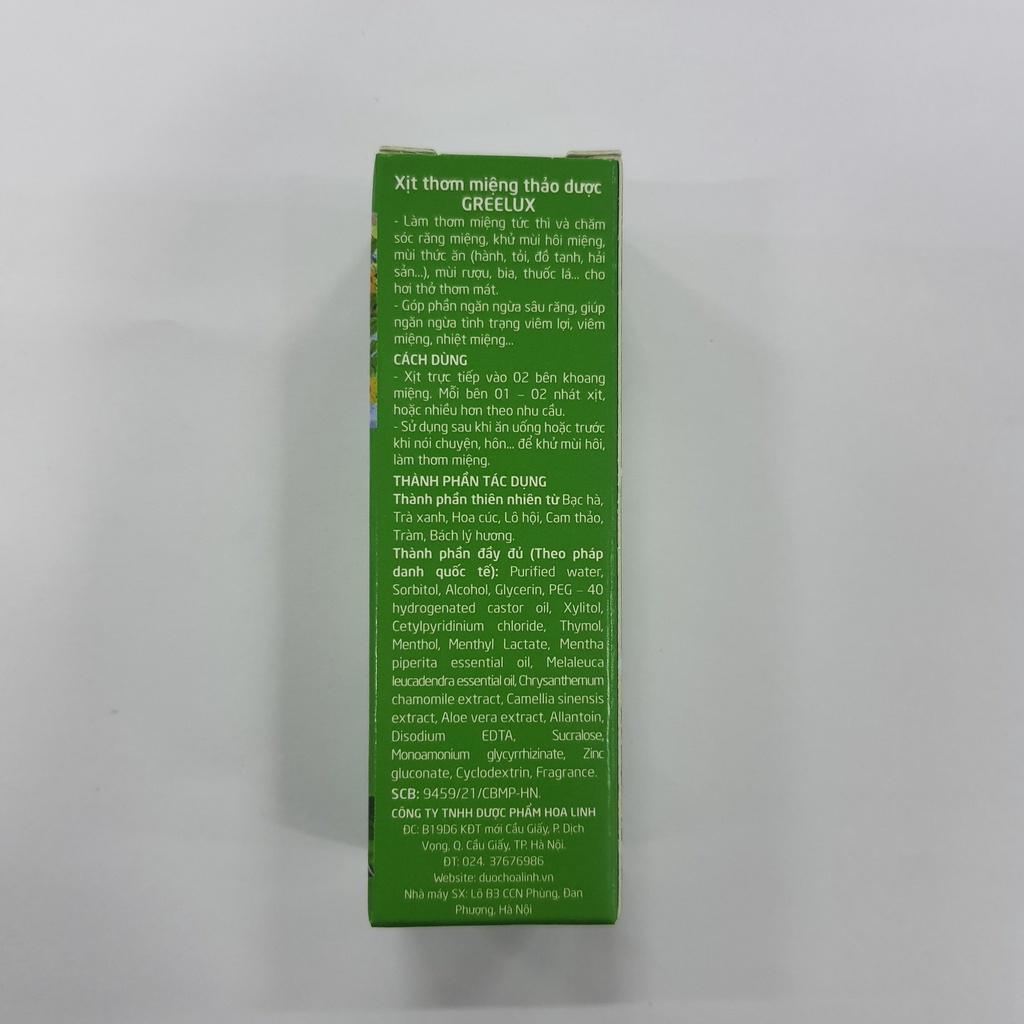 Xịt thơm miệng thảo dược
GREELUX
- Làm thơm miệng tức thì và chăm
sóc răng miệng, khử mùi hôi miệng,
mùi thức ăn (hành, tỏi, đồ tanh, hải
sản...), mùi rượu, bia, thuốc lá... cho
hơi thở thơm mát.
- Góp phần ngăn ngừa sâu răng, giúp
ngăn ngừa tình trạng viêm lợi, viêm
miệng, nhiệt miệng...
CÁCH DÙNG
- Xịt trực tiếp vào 02 bên khoang
miệng. Mỗi bên 01 – 02 nhát xịt,
hoặc nhiều hơn theo nhu cầu.
- Sử dụng sau khi ăn uống hoặc trước
khi nói chuyện, hôn... để khử mùi hôi,
làm thơm miệng.
THÀNH PHẦN TÁC DỤNG
Thành phần thiên nhiên từ Bạc hà,
Trà xanh, Hoa cúc, Lô hội, Cam thảo,
Tràm, Bách lý hương.
Thành phần đầy đủ (Theo pháp
danh quốc tế): Purified water,
Sorbitol, Alcohol, Glycerin, PEG – 40
hydrogenated castor oil, Xylitol,
Cetylpyridinium chloride, Thymol,
Menthol, Menthyl Lactate, Mentha
piperita essential oil, Melaleuca
leucadendra essential oil, Chrysanthemum
chamomile extract, Camellia sinensis
extract, Aloe vera extract, Allantoin,
Disodium EDTA, Sucralose,
Monoamonium glycyrrhizinate, Zinc
gluconate, Cyclodextrin, Fragrance.
SCB: 9459/21/CBMP-HN.
CÔNG TY TNHH DƯỢC PHẨM HOA LINH
ĐC: B19D6 KĐT mới Cầu Giấy, P. Dịch
Vọng, Q. Cầu Giấy, TP. Hà Nội.
ĐT: 024. 37676986
Website: duochoalinh.vn
Nhà máy SX: Lô B3 CCN Phùng, Đan
Phượng, Hà Nội